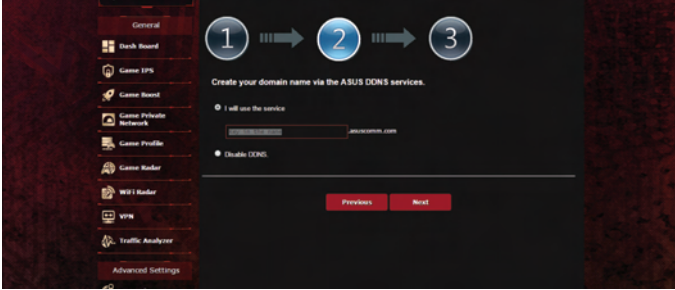 General
Dash Board
Game IPS
Game Boost
Game Private
Network
Game Profile
Game Radar
WiFi Radar
VPN
Traffic Analyzer
Advanced Settings
1
2
3
Create your domain name via the ASUS DDNS services.
I will use the service
.asuscomm.com
Disable DDNS.
Previous
Next